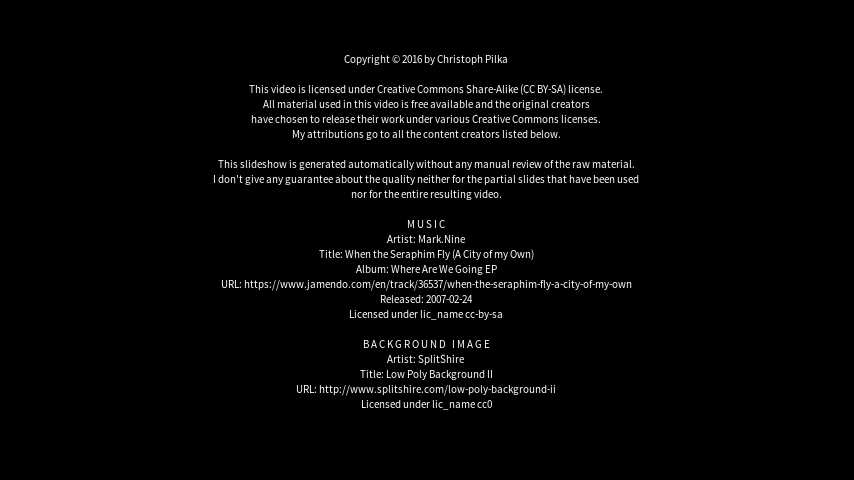 Copyright © 2016 by Christoph Pilka
This video is licensed under Creative Commons Share-Alike (CC BY-SA) license.
All material used in this video is free available and the original creators
have chosen to release their work under various Creative Commons licenses.
My attributions go to all the content creators listed below.
This slideshow is generated automatically without any manual review of the raw material.
I don't give any guarantee about the quality neither for the partial slides that have been used
nor for the entire resulting video.
MUSIC
Artist: Mark.Nine
Title: When the Seraphim Fly (A City of my Own)
Album: Where Are We Going EP
URL: https://www.jamendo.com/en/track/36537/when-the-seraphim-fly-a-city-of-my-own
Released: 2007-02-24
Licensed under lic_name cc-by-sa
BACKGROUND IMAGE
Artist: SplitShire
Title: Low Poly Background II
URL: http://www.splitshire.com/low-poly-background-ii
Licensed under lic_name cc0